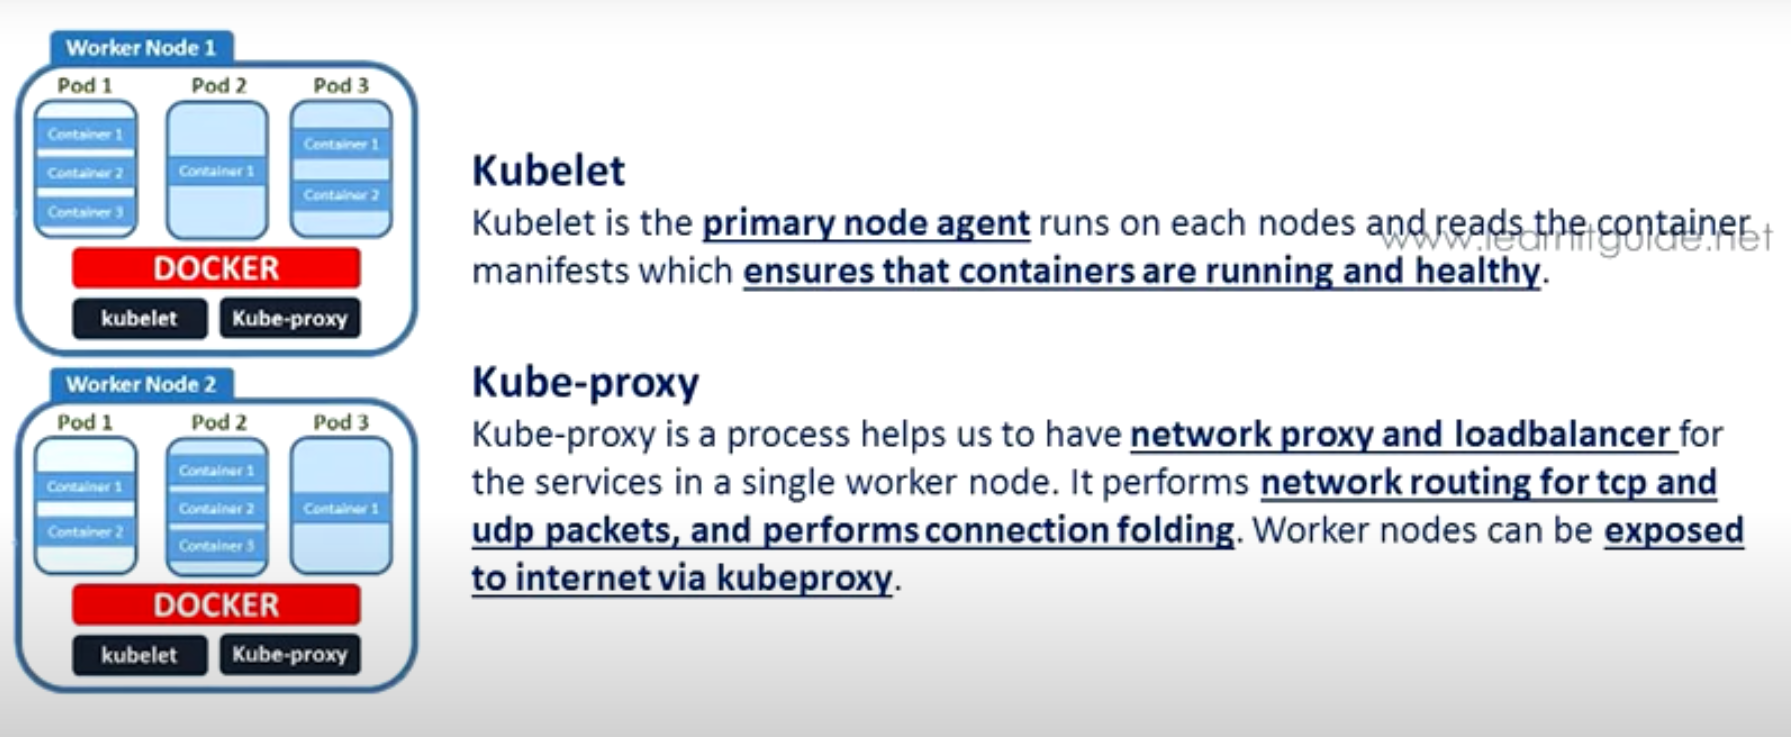 Worker Node 1
Pod 1 Pod 2 Pod 3
Container 1
Container 2
Container 3
Container 1
Container 1
Container 2
DOCKER
kubelet Kube-proxy
Worker Node 2
Pod 1 Pod 2 Pod 3
Container 1
Container 2
Container 1
Container 2
Container 3
Container 1
DOCKER
kubelet Kube-proxy
Kubelet
Kubelet is the primary node agent runs on each nodes and reads the container
www.learnitguide.net
manifests which ensures that containers are running and healthy.
Kube-proxy
Kube-proxy is a process helps us to have network proxy and loadbalancer for
the services in a single worker node. It performs network routing for tcp and
udp packets, and performs connection folding. Worker nodes can be exposed
to internet via kubeproxy.